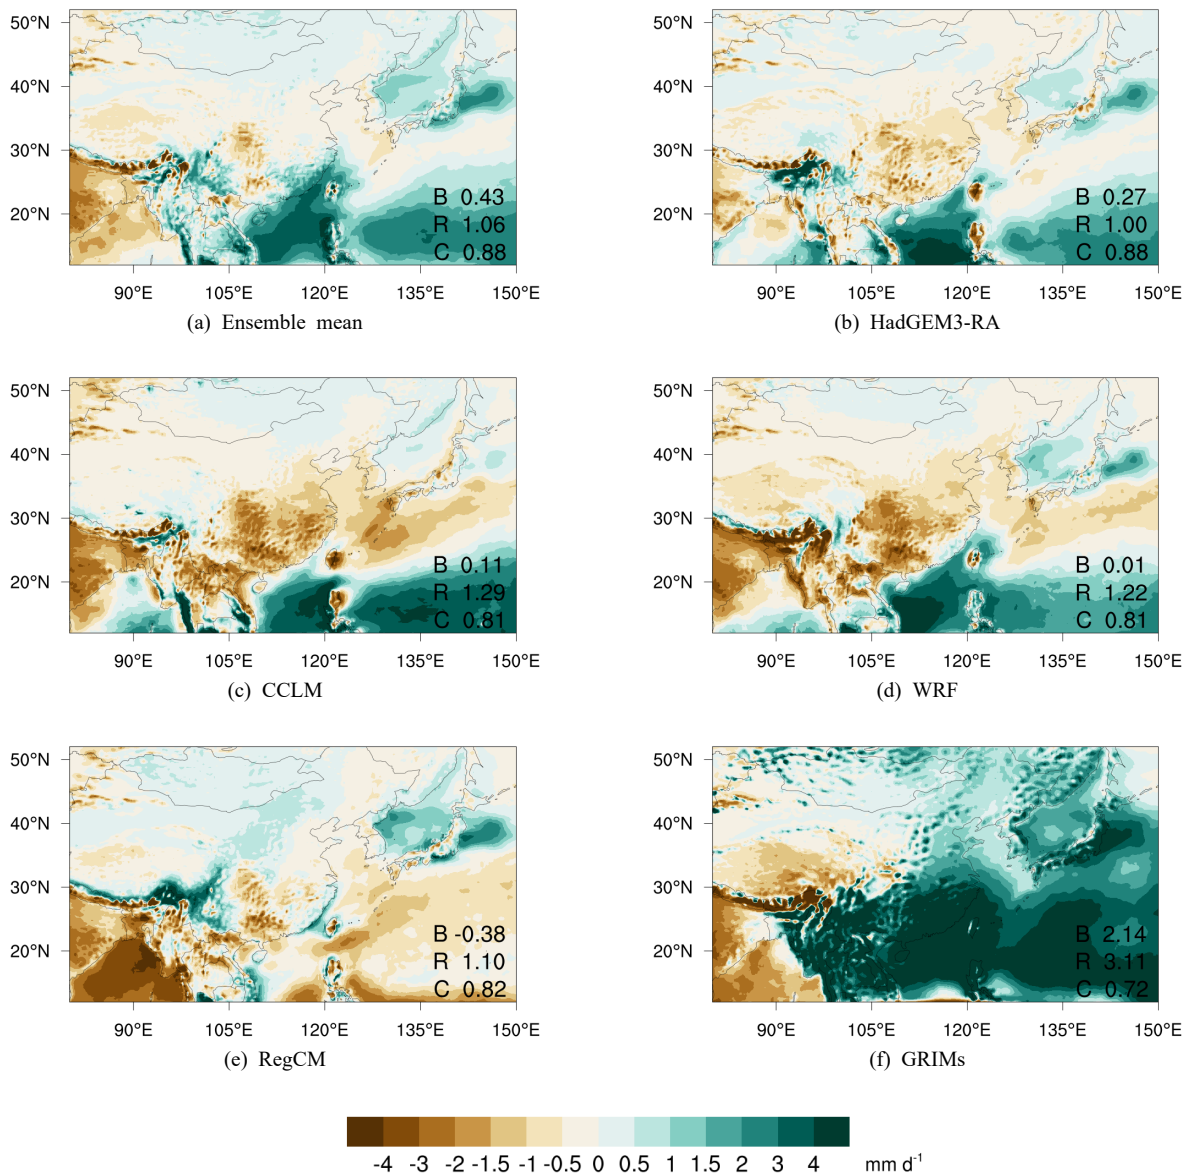 50°N 50°N
40°N 40°N
30°N 30°N
20°N 20°N
B 0.43 B 0.27
R 1.06 R 1.00
C 0.88 C 0.88
90°E 105°E 120°E 135°E 150°E 90°E 105°E 120°E 135°E 150°E
(a) Ensemble mean (b) HadGEM3-RA
50°N 50°N
40°N 40°N
30°N 30°N
20°N 20°N
B 0.11 B 0.01
R 1.29 R 1.22
C 0.81 C 0.81
90°E 105°E 120°E 135°E 150°E 90°E 105°E 120°E 135°E 150°E
(c) CCLM (d) WRF
50°N 50°N
40°N 40°N
30°N 30°N
20°N 20°N
B -0.38 B 2.14
R 1.10 R 3.11
C 0.82 C 0.72
90°E 105°E 120°E 135°E 150°E 90°E 105°E 120°E 135°E 150°E
(e) RegCM (f) GRIMs
-4 -3 -2 -1.5 -1 -0.5 0 0.5 1 1.5 2 3 4 mm d⁻¹